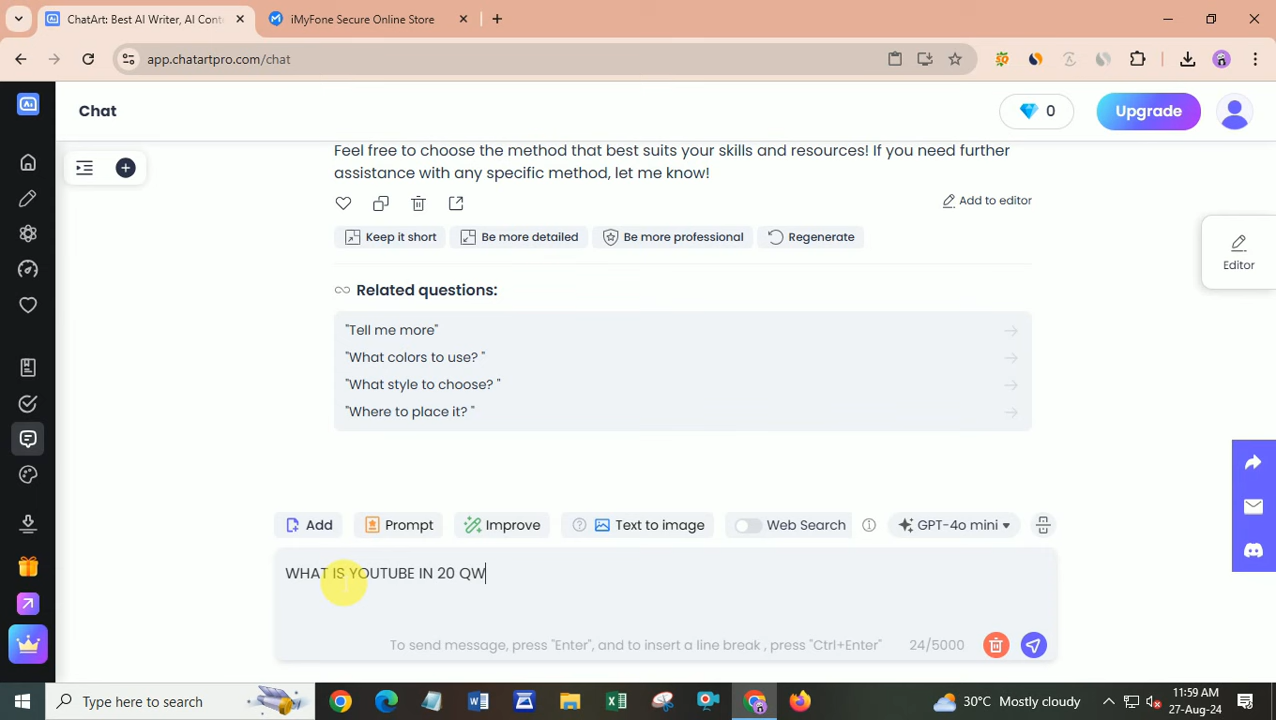 ChatArt: Best AI Writer, AI Cont
iMyFone Secure Online Store
app.chatartpro.com/chat
Chat
0
Upgrade
Feel free to choose the method that best suits your skills and resources! If you need further
assistance with any specific method, let me know!
Add to editor
Keep it short
Be more detailed
Be more professional
Regenerate
Editor
Related questions:
"Tell me more"
"What colors to use? "
"What style to choose? "
"Where to place it? "
Add
Prompt
Improve
Text to image
Web Search
GPT-4o mini
WHAT IS YOUTUBE IN 20 QW
To send message, press "Enter", and to insert a line break , press "Ctrl+Enter"
24/5000
Type here to search
30°C Mostly cloudy
11:59 AM
27-Aug-24